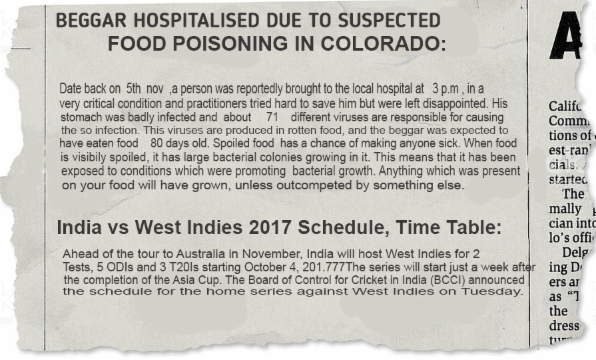 BEGGAR HOSPITALISED DUE TO SUSPECTED
FOOD POISONING IN COLORADO:
Date back on 5th nov ,a person was reportedly brought to the local hospital at 3 p.m , in a
very critical condition and practitioners tried hard to save him but were left disappointed. His
stomach was badly infected and about 71 different viruses are responsible for causing
the so infection. This viruses are produced in rotten food, and the beggar was expected to
have eaten food 80 days old. Spoiled food has a chance of making anyone sick. When food
is visibily spoiled, it has large bacterial colonies growing in it. This means that it has been
exposed to conditions which were promoting bacterial growth. Anything which was present
on your food will have grown, unless outcompeted by something else.
India vs West Indies 2017 Schedule, Time Table:
Ahead of the tour to Australia in November, India will host West Indies for 2
Tests, 5 ODIs and 3 T20Is starting October 4, 201.777The series will start just a week after
the completion of the Asia Cup. The Board of Control for Cricket in India (BCCI) announced
the schedule for the home series against West Indies on Tuesday.
A
Califo
Comm
tions of
est-rank
cials.
started
The
mally
cian into
lo's offi
Delg
ing De
ers ar
as “T
the
dress